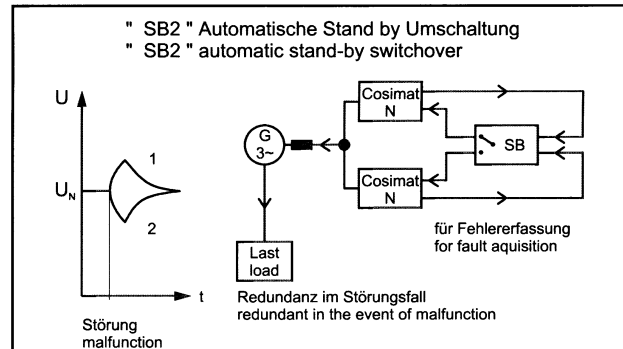 " SB2 " Automatische Stand by Umschaltung
" SB2 " automatic stand-by switchover
U
U_N
1
2
t
Störung
malfunction
G
3~
Last
load
Cosimat
N
Cosimat
N
SB
für Fehlererfassung
for fault aquisition
Redundanz im Störungsfall
redundant in the event of malfunction